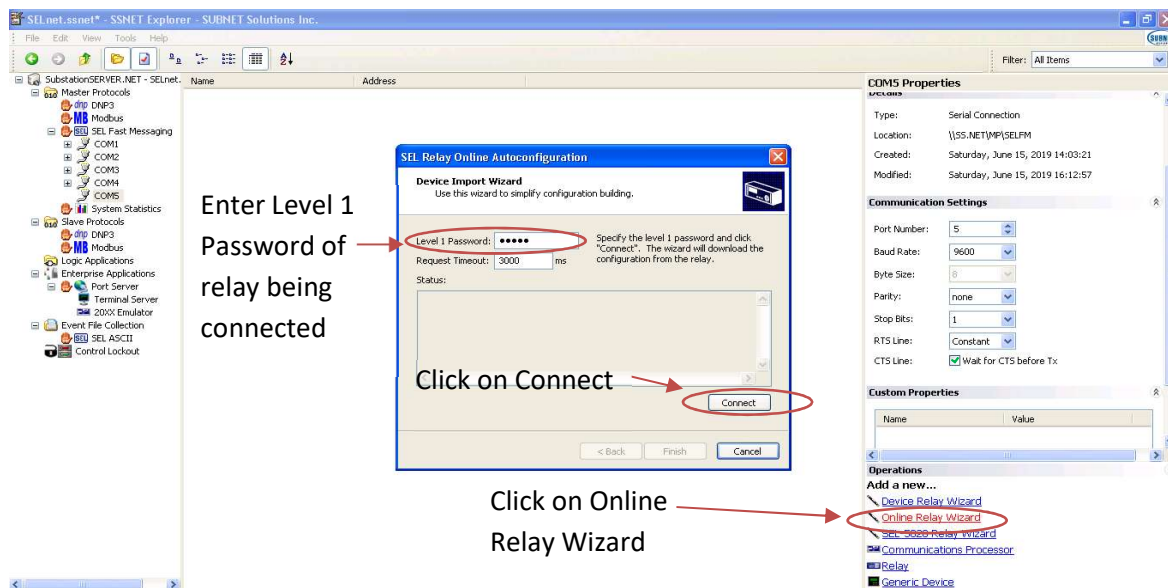 SELnet.ssnet* - SSNET Explorer - SUBNET Solutions Inc.
File Edit View Tools Help
SUBN
Filter: All Items
SubstationSERVER.NET - SELnet.
Master Protocols
dnp DNP3
MB Modbus
SEL SEL Fast Messaging
COM1
COM2
COM3
COM4
COM5
System Statistics
Slave Protocols
dnp DNP3
MB Modbus
Logic Applications
Enterprise Applications
Port Server
Terminal Server
20XX Emulator
Event File Collection
SEL SEL ASCII
Control Lockout
Name Address
Enter Level 1
Password of
relay being
connected
SEL Relay Online Autoconfiguration
Device Import Wizard
Use this wizard to simplify configuration building.
Level 1 Password: •••••
Request Timeout: 3000 ms
Specify the level 1 password and click
"Connect". The wizard will download the
configuration from the relay.
Status:
Click on Connect
Connect
< Back Finish Cancel
Click on Online
Relay Wizard
COM5 Properties
Details
Type: Serial Connection
Location: \\SS.NET\MP\SELFM
Created: Saturday, June 15, 2019 14:03:21
Modified: Saturday, June 15, 2019 16:12:57
Communication Settings
Port Number: 5
Baud Rate: 9600
Byte Size: 8
Parity: none
Stop Bits: 1
RTS Line: Constant
CTS Line: Wait for CTS before Tx
Custom Properties
Name Value
Operations
Add a new...
Device Relay Wizard
Online Relay Wizard
SEL-5020 Relay Wizard
Communications Processor
Relay
Generic Device